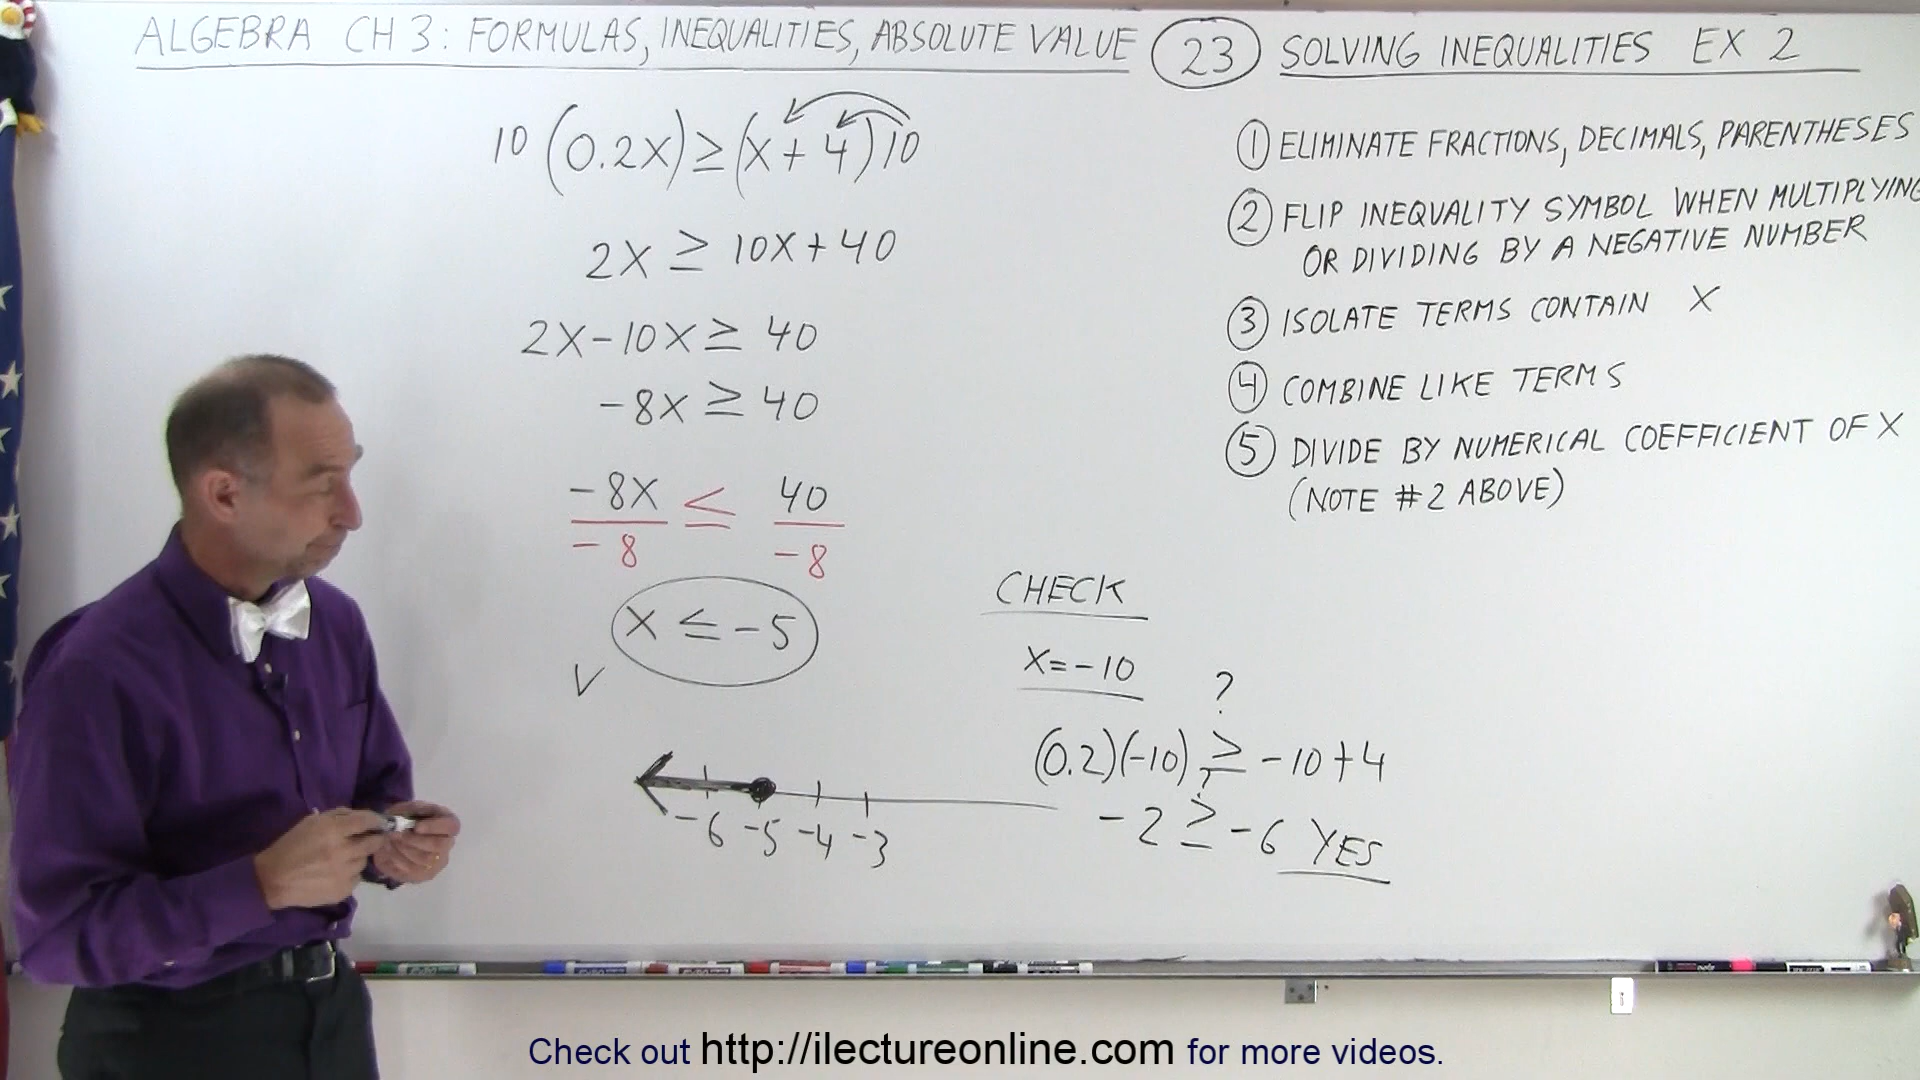 ALGEBRA CH 3: FORMULAS, INEQUALITIES, ABSOLUTE VALUE 23 SOLVING INEQUALITIES EX 2
10 (0.2X) ≥ (X + 4) 10
2X ≥ 10X + 40
2X - 10X ≥ 40
-8X ≥ 40
-8X ≤ 40
-8 -8
X ≤ -5
-6 -5 -4 -3
① ELIMINATE FRACTIONS, DECIMALS, PARENTHESES
② FLIP INEQUALITY SYMBOL WHEN MULTIPLYING
OR DIVIDING BY A NEGATIVE NUMBER
③ ISOLATE TERMS CONTAIN X
④ COMBINE LIKE TERMS
⑤ DIVIDE BY NUMERICAL COEFFICIENT OF X
(NOTE #2 ABOVE)
CHECK
X = -10
?
(0.2)(-10) ≥ -10 + 4
?
-2 ≥ -6 YES
Check out http://ilectureonline.com for more videos.